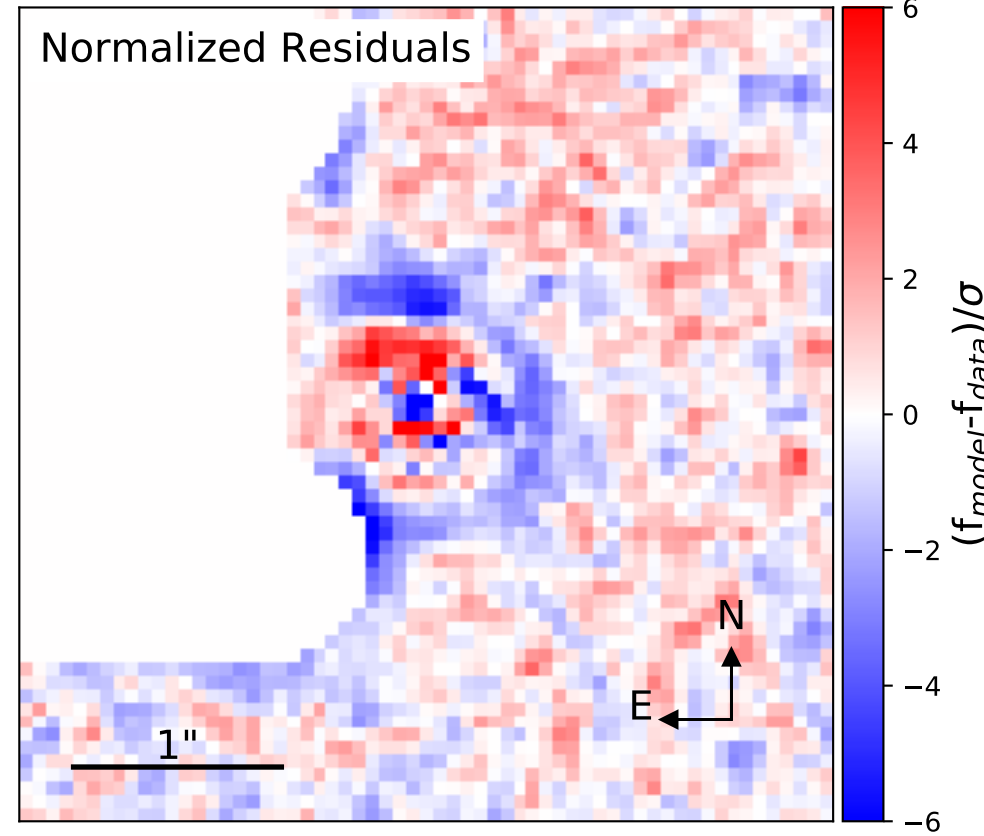 Normalized Residuals
6
4
2
0
−2
−4
−6
(f_model-f_data)/σ
N
E
1"